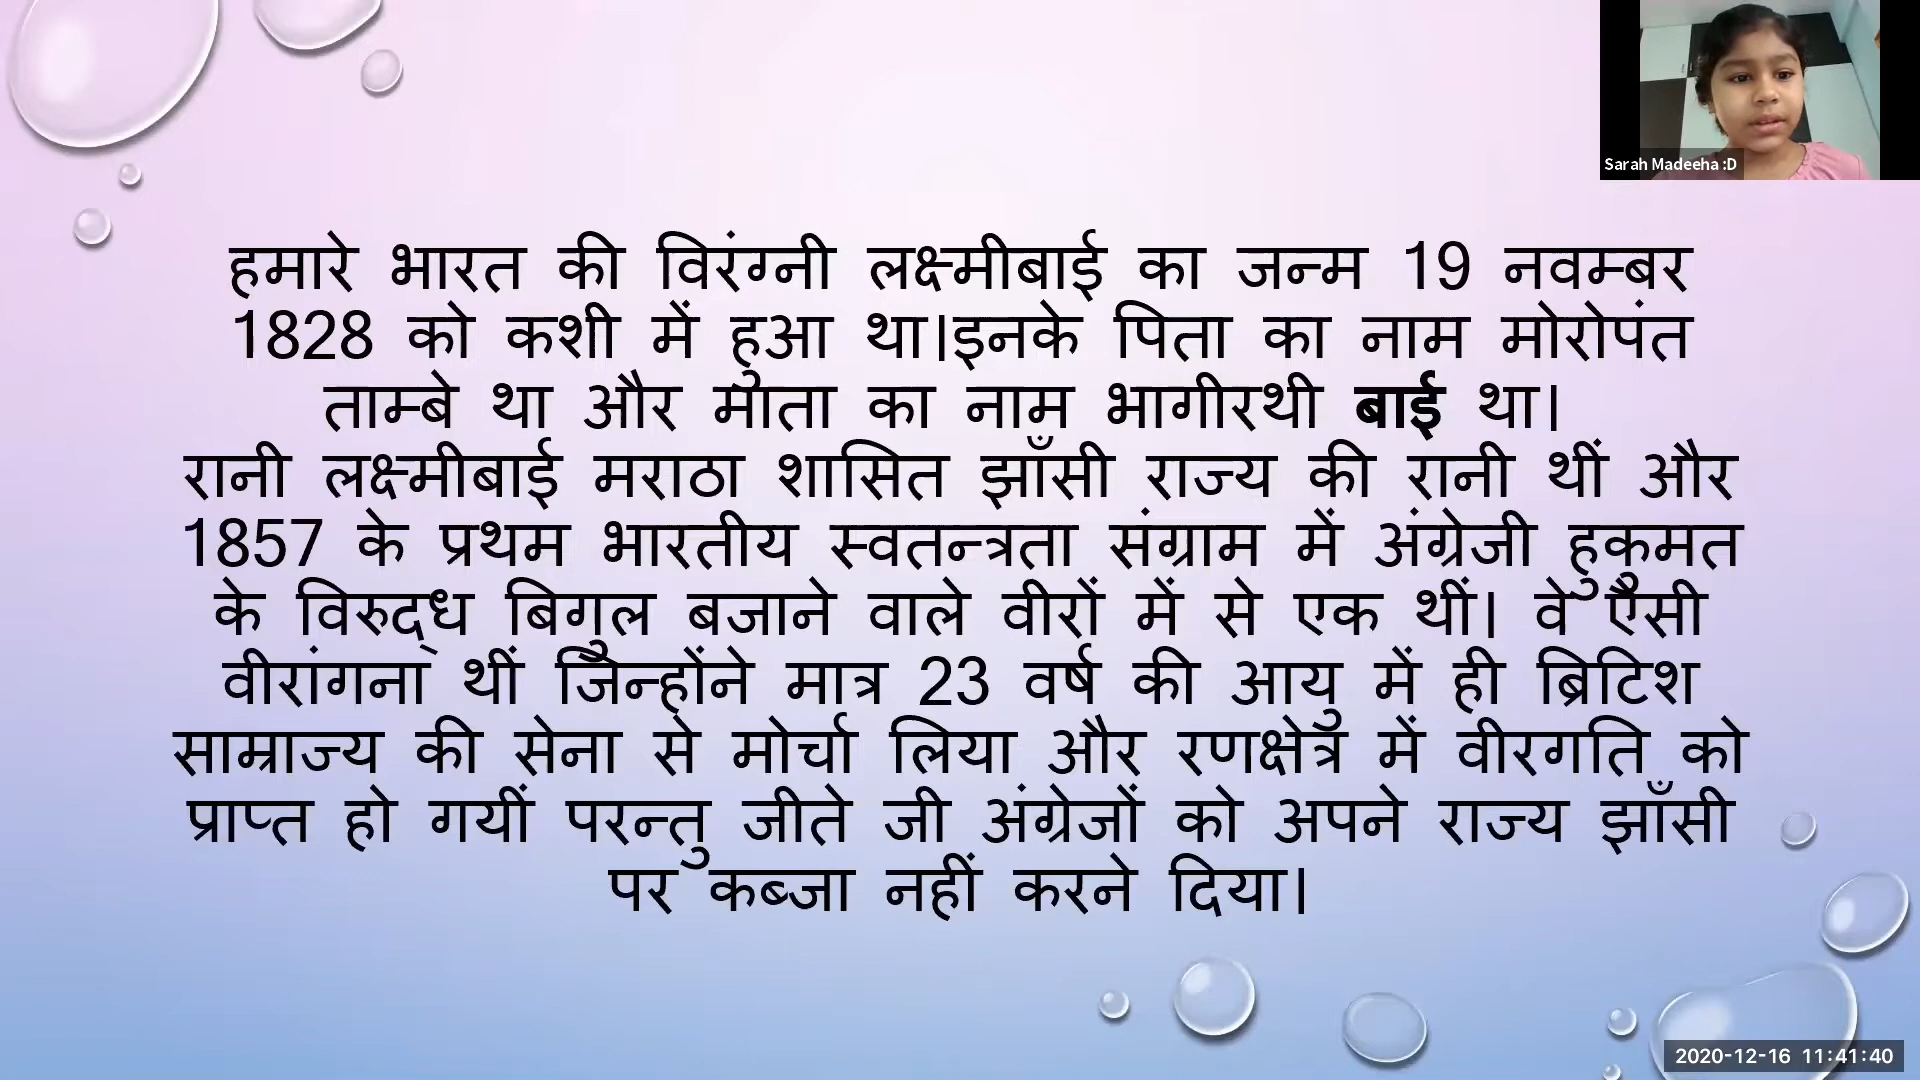 Sarah Madeeha :D
हमारे भारत की विरंग्नी लक्ष्मीबाई का जन्म 19 नवम्बर
1828 को कशी में हुआ था।इनके पिता का नाम मोरोपंत
ताम्बे था और माता का नाम भागीरथी बाई था।
रानी लक्ष्मीबाई मराठा शासित झाँसी राज्य की रानी थीं और
1857 के प्रथम भारतीय स्वतन्त्रता संग्राम में अंग्रेजी हुकुमत
के विरुद्ध बिगुल बजाने वाले वीरों में से एक थीं। वे ऐसी
वीरांगना थीं जिन्होंने मात्र 23 वर्ष की आयु में ही ब्रिटिश
साम्राज्य की सेना से मोर्चा लिया और रणक्षेत्र में वीरगति को
प्राप्त हो गयीं परन्तु जीते जी अंग्रेजों को अपने राज्य झाँसी
पर कब्जा नहीं करने दिया।
2020-12-16 11:41:40